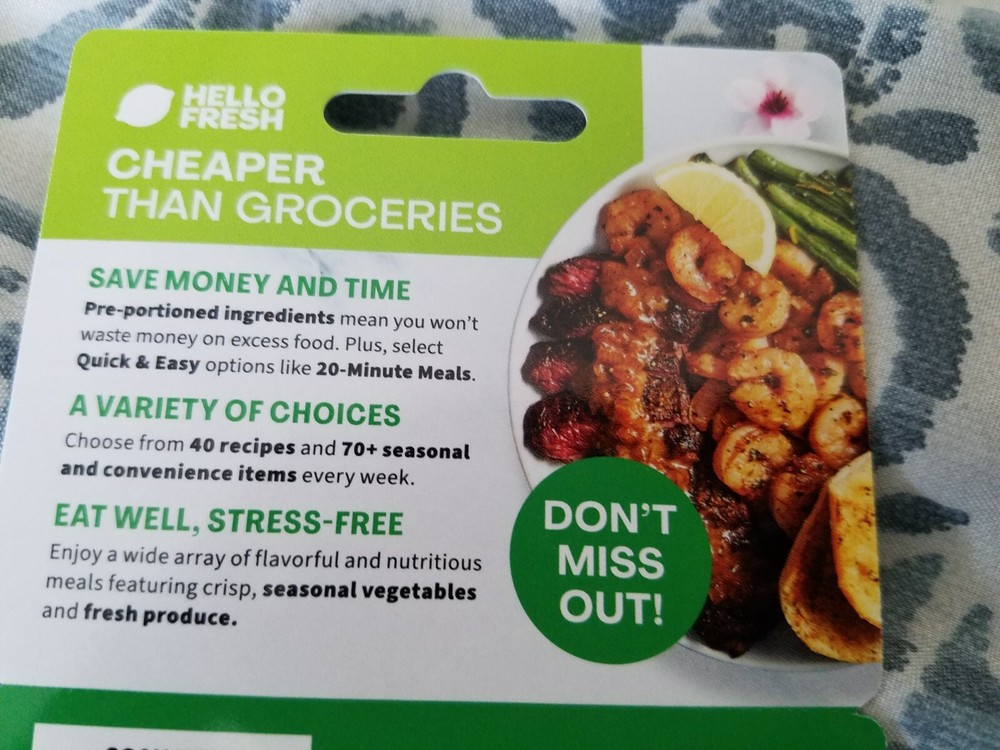 HELLO
FRESH
CHEAPER
THAN GROCERIES
SAVE MONEY AND TIME
Pre-portioned ingredients mean you won't
waste money on excess food. Plus, select
Quick & Easy options like 20-Minute Meals.
A VARIETY OF CHOICES
Choose from 40 recipes and 70+ seasonal
and convenience items every week.
EAT WELL, STRESS-FREE
Enjoy a wide array of flavorful and nutritious
meals featuring crisp, seasonal vegetables
and fresh produce.
DON'T
MISS
OUT!